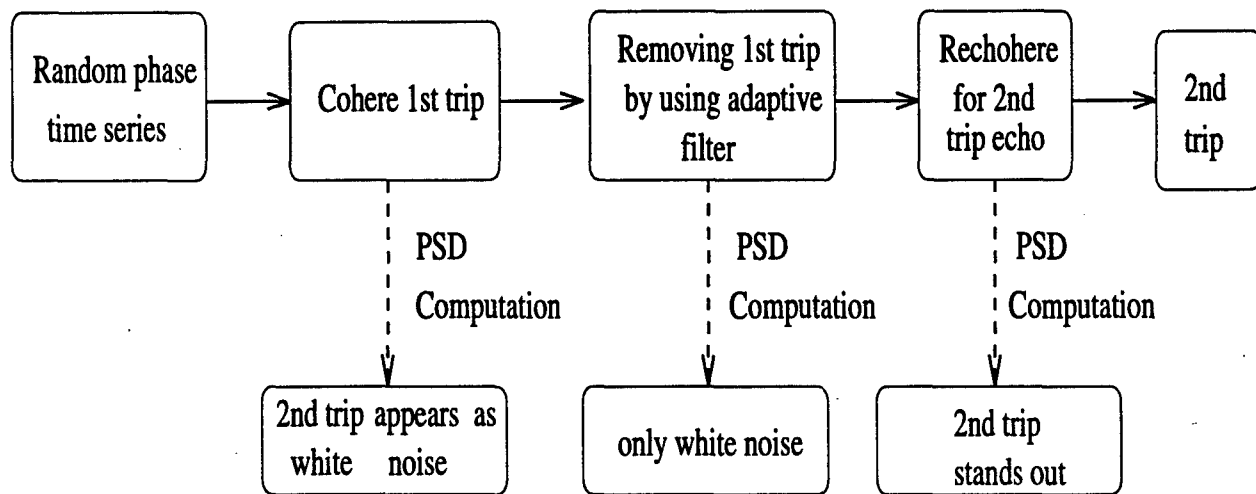 Random phase
time series
Cohere 1st trip
Removing 1st trip
by using adaptive
filter
Rechohere
for 2nd
trip echo
2nd
trip
PSD
Computation
PSD
Computation
PSD
Computation
2nd trip appears as
white noise
only white noise
2nd trip
stands out